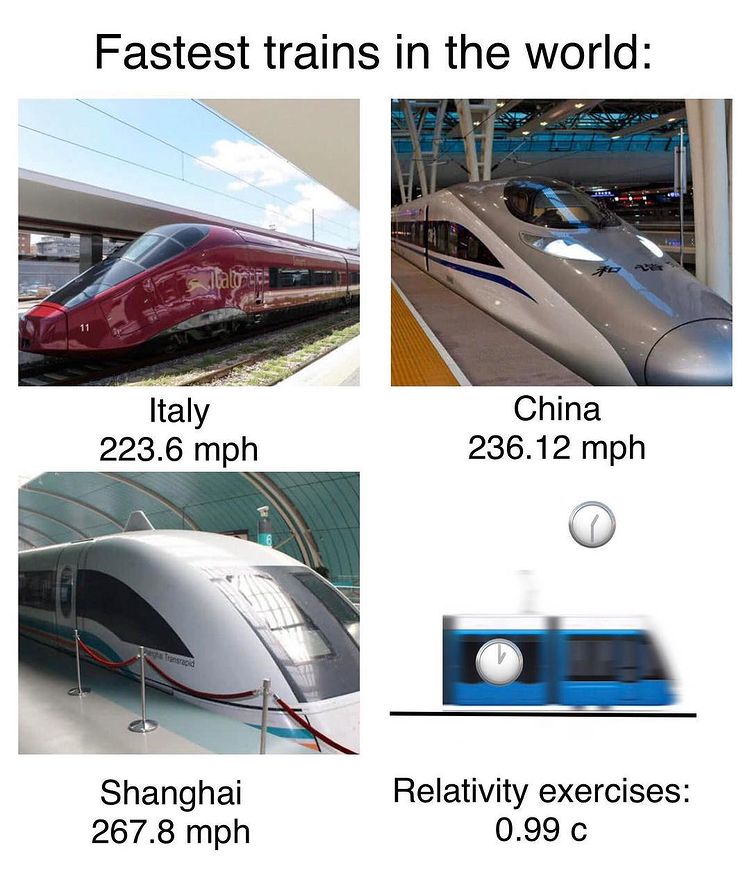 Fastest trains in the world:
italo
11
和谐
Italy
223.6 mph
China
236.12 mph
6
Shanghai Transrapid
Shanghai
267.8 mph
Relativity exercises:
0.99 c